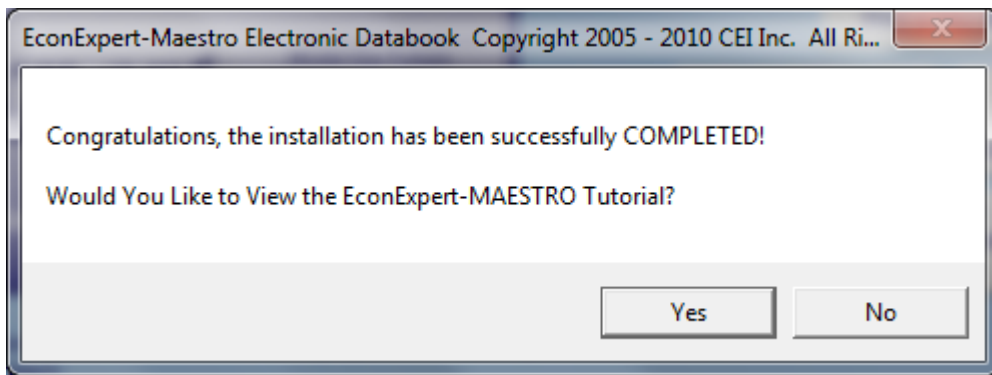 EconExpert-Maestro Electronic Databook Copyright 2005 - 2010 CEI Inc. All Ri...
Congratulations, the installation has been successfully COMPLETED!
Would You Like to View the EconExpert-MAESTRO Tutorial?
Yes No